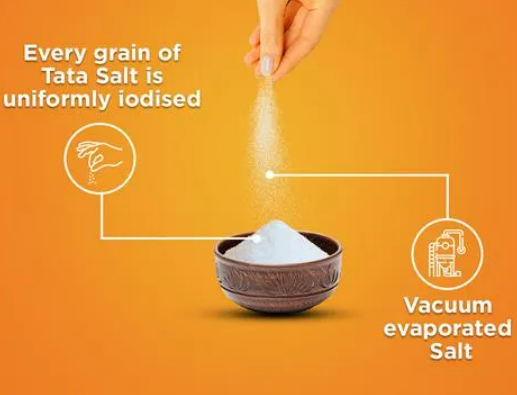 Every grain of
Tata Salt is
uniformly iodised
Vacuum
evaporated
Salt